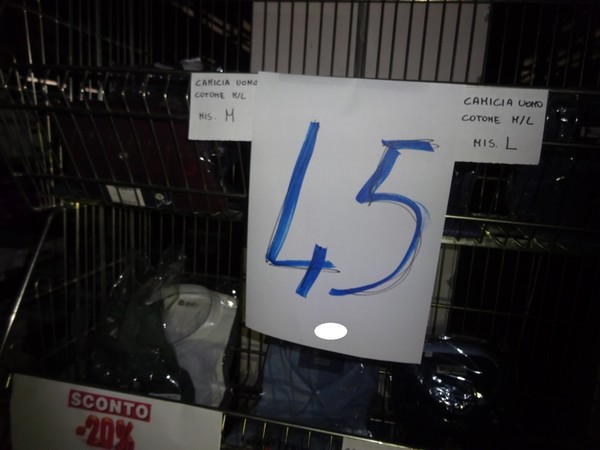 CAMICIA UOMO
COTONE M/L
MIS. M
CAMICIA UOMO
COTONE M/L
MIS. L
45
SCONTO
-20%